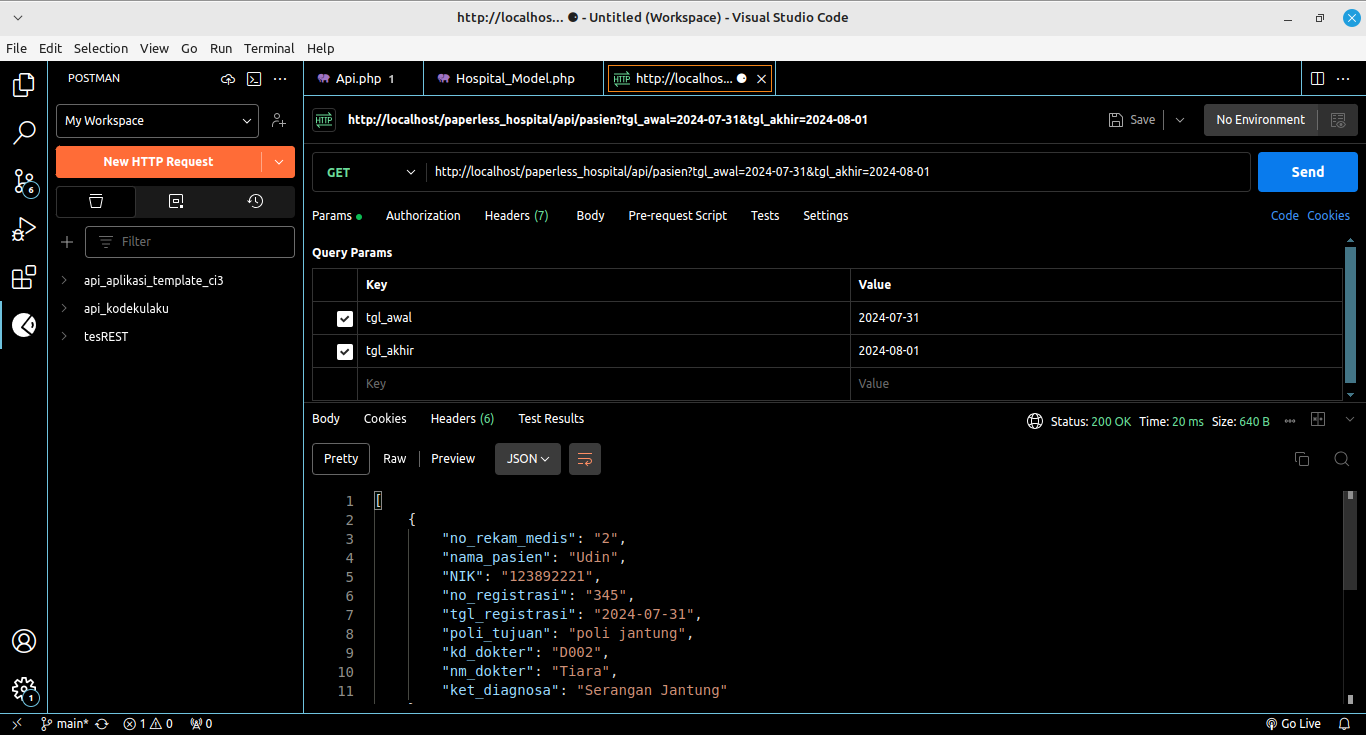 http://localhos... ● - Untitled (Workspace) - Visual Studio Code
File Edit Selection View Go Run Terminal Help
POSTMAN
Api.php 1
Hospital_Model.php
http://localhos... ●
My Workspace
HTTP http://localhost/paperless_hospital/api/pasien?tgl_awal=2024-07-31&tgl_akhir=2024-08-01
Save
No Environment
New HTTP Request
GET http://localhost/paperless_hospital/api/pasien?tgl_awal=2024-07-31&tgl_akhir=2024-08-01
Send
6
Filter
Params Authorization Headers (7) Body Pre-request Script Tests Settings
Code Cookies
Query Params
Key Value
tgl_awal 2024-07-31
tgl_akhir 2024-08-01
Key Value
api_aplikasi_template_ci3
api_kodekulaku
tesREST
Body Cookies Headers (6) Test Results
Status: 200 OK Time: 20 ms Size: 640 B
Pretty Raw Preview JSON
1 [
2 {
3 "no_rekam_medis": "2",
4 "nama_pasien": "Udin",
5 "NIK": "123892221",
6 "no_registrasi": "345",
7 "tgl_registrasi": "2024-07-31",
8 "poli_tujuan": "poli jantung",
9 "kd_dokter": "D002",
10 "nm_dokter": "Tiara",
11 "ket_diagnosa": "Serangan Jantung"
1
main* 1 0 0
Go Live